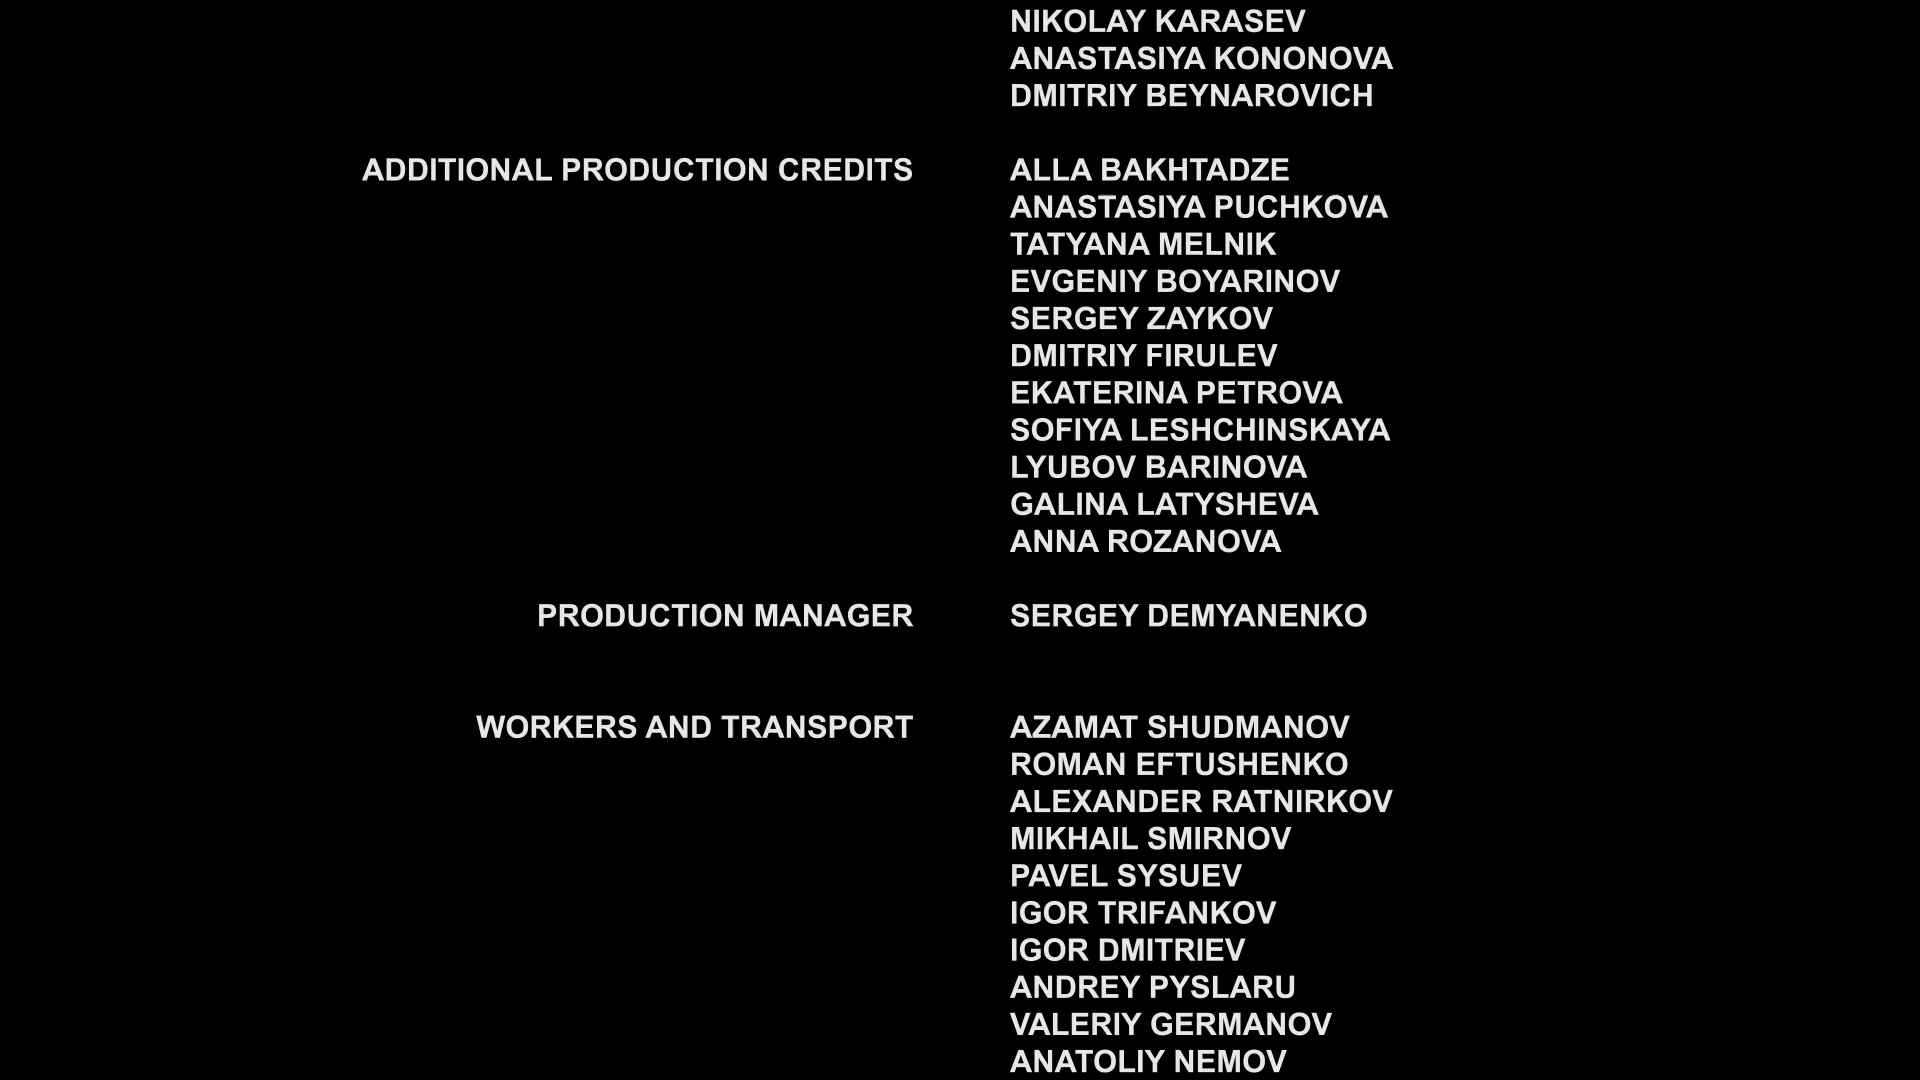 NIKOLAY KARASEV
ANASTASIYA KONONOVA
DMITRIY BEYNAROVICH
ADDITIONAL PRODUCTION CREDITS ALLA BAKHTADZE
ANASTASIYA PUCHKOVA
TATYANA MELNIK
EVGENIY BOYARINOV
SERGEY ZAYKOV
DMITRIY FIRULEV
EKATERINA PETROVA
SOFIYA LESHCHINSKAYA
LYUBOV BARINOVA
GALINA LATYSHEVA
ANNA ROZANOVA
PRODUCTION MANAGER SERGEY DEMYANENKO
WORKERS AND TRANSPORT AZAMAT SHUDMANOV
ROMAN EFTUSHENKO
ALEXANDER RATNIRKOV
MIKHAIL SMIRNOV
PAVEL SYSUEV
IGOR TRIFANKOV
IGOR DMITRIEV
ANDREY PYSLARU
VALERIY GERMANOV
ANATOLIY NEMOV